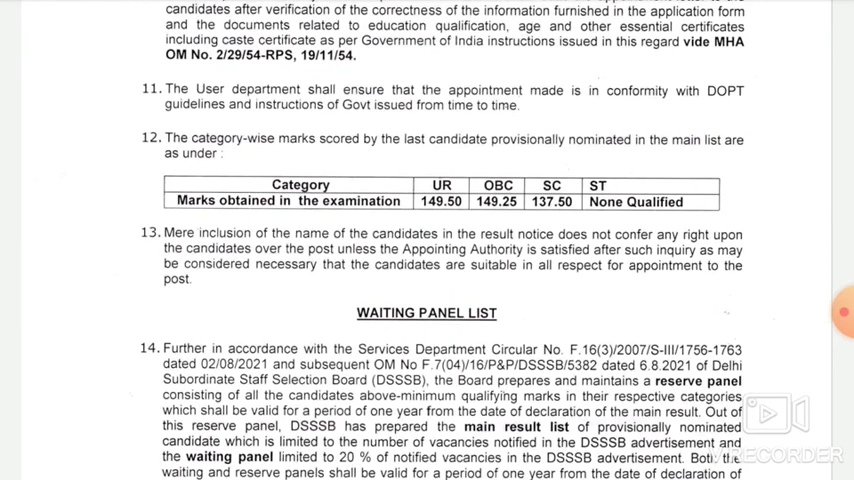 candidates after verification of the correctness of the information furnished in the application form
and the documents related to education qualification, age and other essential certificates
including caste certificate as per Government of India instructions issued in this regard vide MHA
OM No. 2/29/54-RPS, 19/11/54.
11. The User department shall ensure that the appointment made is in conformity with DOPT
guidelines and instructions of Govt issued from time to time.
12. The category-wise marks scored by the last candidate provisionally nominated in the main list are
as under :
Category UR OBC SC ST
Marks obtained in the examination 149.50 149.25 137.50 None Qualified
13. Mere inclusion of the name of the candidates in the result notice does not confer any right upon
the candidates over the post unless the Appointing Authority is satisfied after such inquiry as may
be considered necessary that the candidates are suitable in all respect for appointment to the
post.
WAITING PANEL LIST
14. Further in accordance with the Services Department Circular No. F.16(3)/2007/S-III/1756-1763
dated 02/08/2021 and subsequent OM No F.7(04)/16/P&P/DSSSB/5382 dated 6.8.2021 of Delhi
Subordinate Staff Selection Board (DSSSB), the Board prepares and maintains a reserve panel
consisting of all the candidates above-minimum qualifying marks in their respective categories
which shall be valid for a period of one year from the date of declaration of the main result. Out of
this reserve panel, DSSSB has prepared the main result list of provisionally nominated
candidate which is limited to the number of vacancies notified in the DSSSB advertisement and
the waiting panel limited to 20 % of notified vacancies in the DSSSB advertisement. Both the
waiting and reserve panels shall be valid for a period of one year from the date of declaration of
VIRECORDER